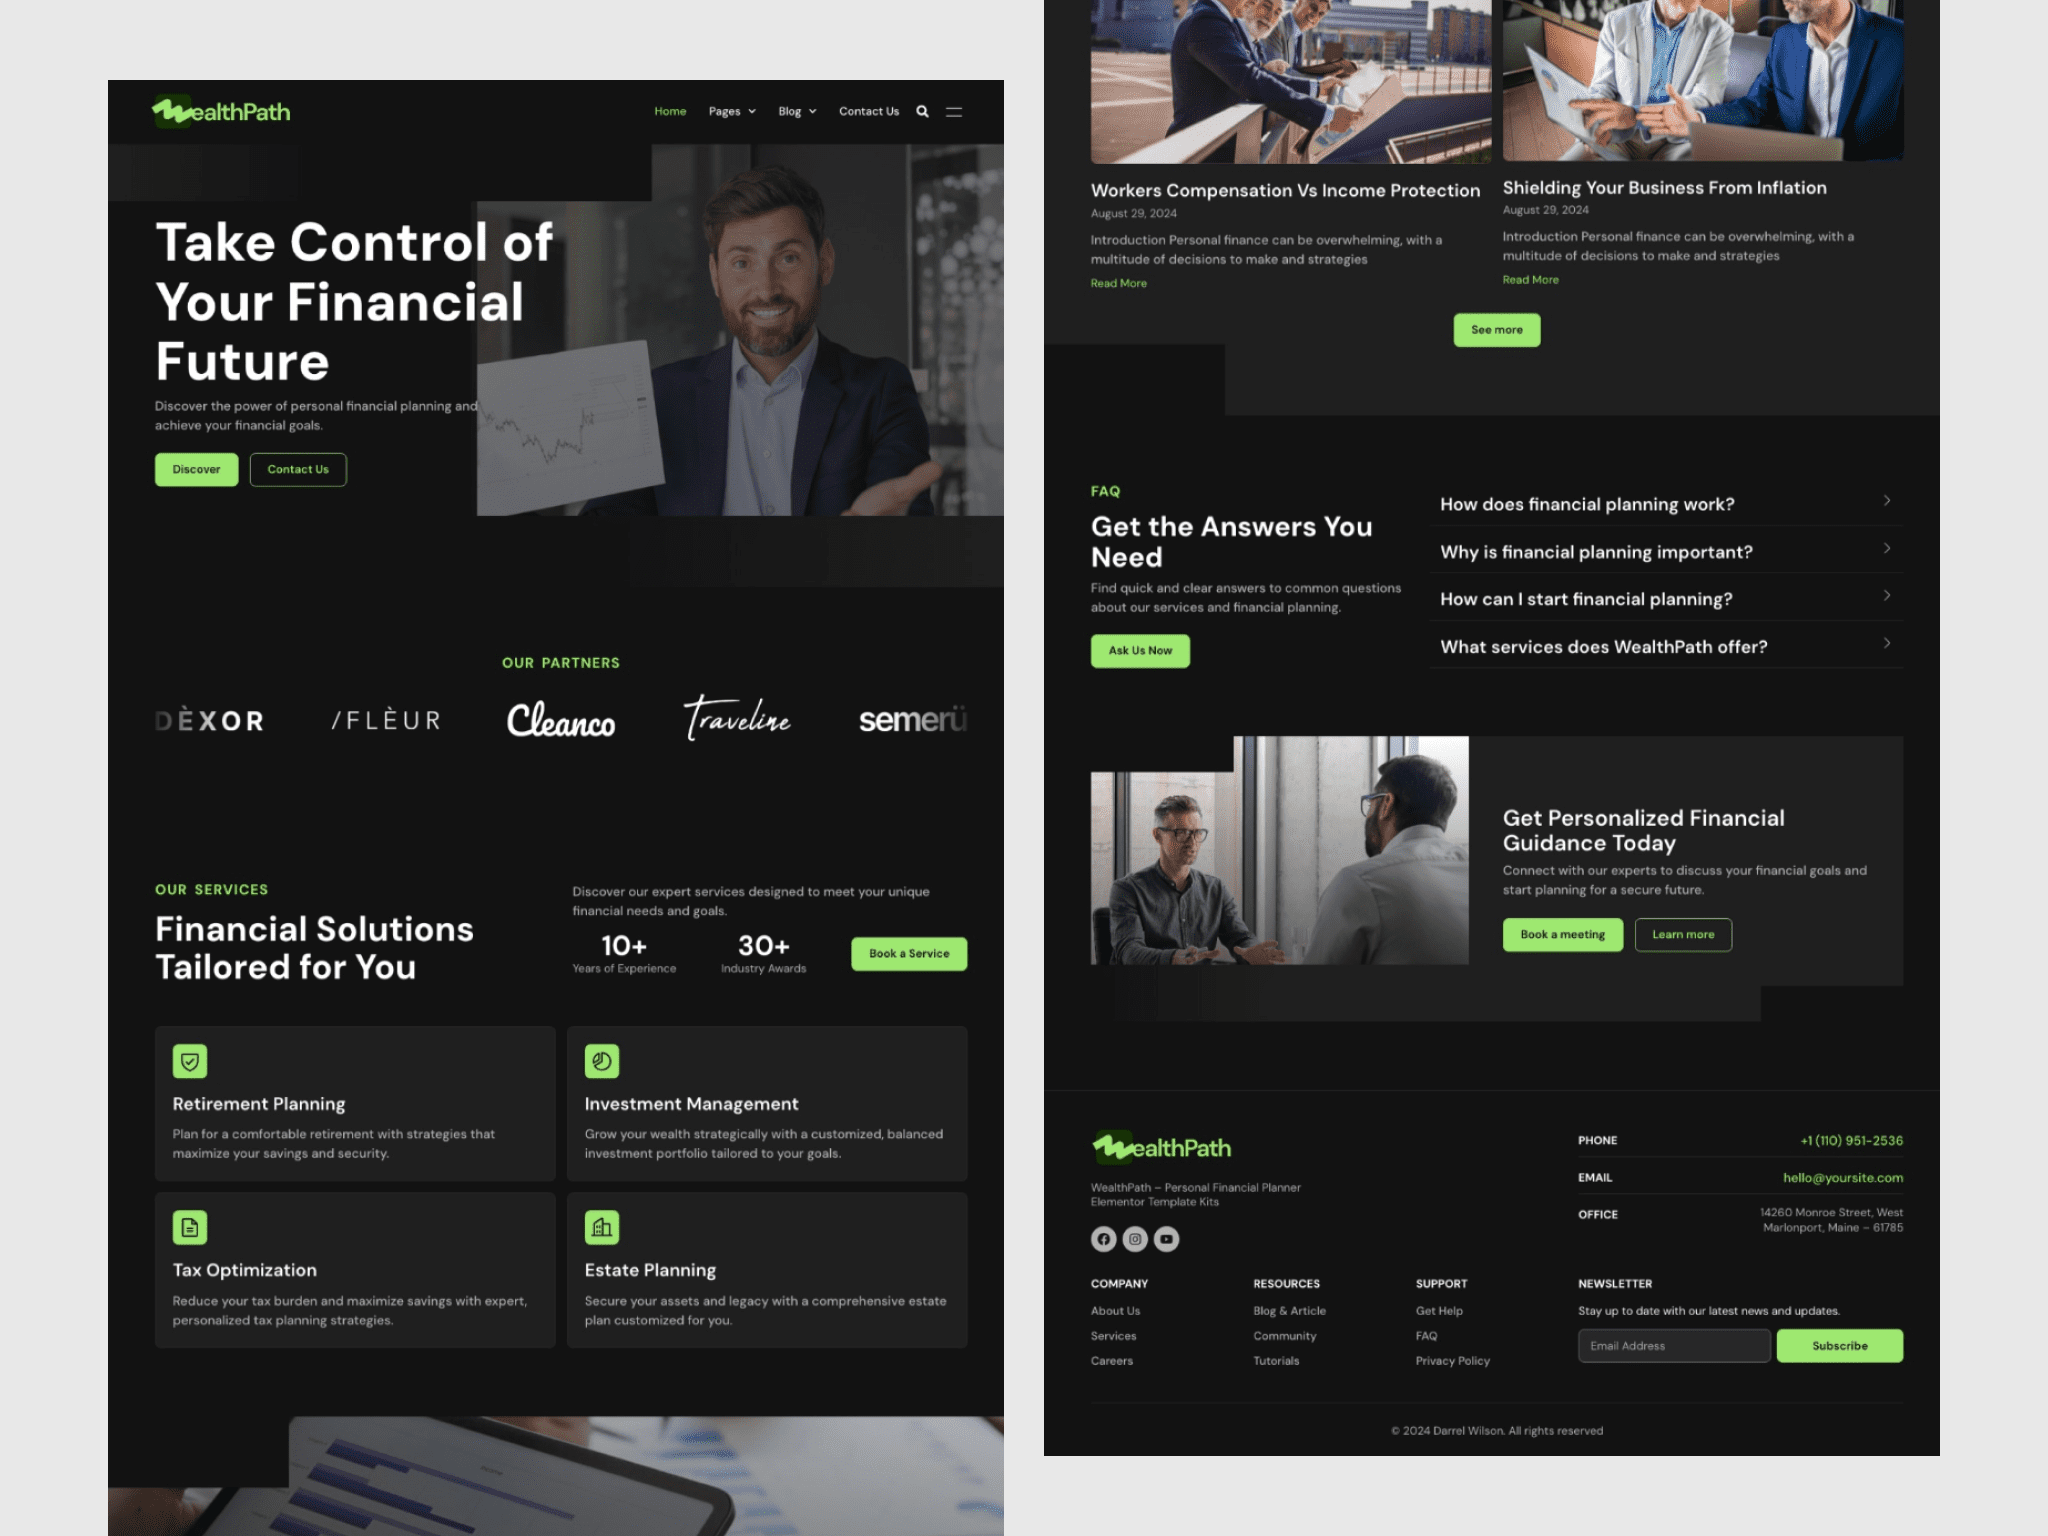 WealthPath
Home Pages Blog Contact Us
Take Control of
Your Financial
Future
Discover the power of personal financial planning and
achieve your financial goals.
Discover Contact Us
OUR PARTNERS
DÈXOR /FLÈUR Cleanco Traveline semerü
OUR SERVICES
Financial Solutions
Tailored for You
Discover our expert services designed to meet your unique
financial needs and goals.
10+ 30+
Years of Experience Industry Awards
Book a Service
Retirement Planning
Plan for a comfortable retirement with strategies that
maximize your savings and security.
Investment Management
Grow your wealth strategically with a customized, balanced
investment portfolio tailored to your goals.
Tax Optimization
Reduce your tax burden and maximize savings with expert,
personalized tax planning strategies.
Estate Planning
Secure your assets and legacy with a comprehensive estate
plan customized for you.
Workers Compensation Vs Income Protection
August 29, 2024
Introduction Personal finance can be overwhelming, with a
multitude of decisions to make and strategies
Read More
Shielding Your Business From Inflation
August 29, 2024
Introduction Personal finance can be overwhelming, with a
multitude of decisions to make and strategies
Read More
See more
FAQ
Get the Answers You
Need
Find quick and clear answers to common questions
about our services and financial planning.
Ask Us Now
How does financial planning work?
Why is financial planning important?
How can I start financial planning?
What services does WealthPath offer?
Get Personalized Financial
Guidance Today
Connect with our experts to discuss your financial goals and
start planning for a secure future.
Book a meeting Learn more
WealthPath
WealthPath – Personal Financial Planner
Elementor Template Kits
PHONE +1 (110) 951-2536
EMAIL hello@yoursite.com
OFFICE 14260 Monroe Street, West
Marlonport, Maine – 61785
COMPANY
About Us
Services
Careers
RESOURCES
Blog & Article
Community
Tutorials
SUPPORT
Get Help
FAQ
Privacy Policy
NEWSLETTER
Stay up to date with our latest news and updates.
Email Address Subscribe
© 2024 Darrel Wilson. All rights reserved